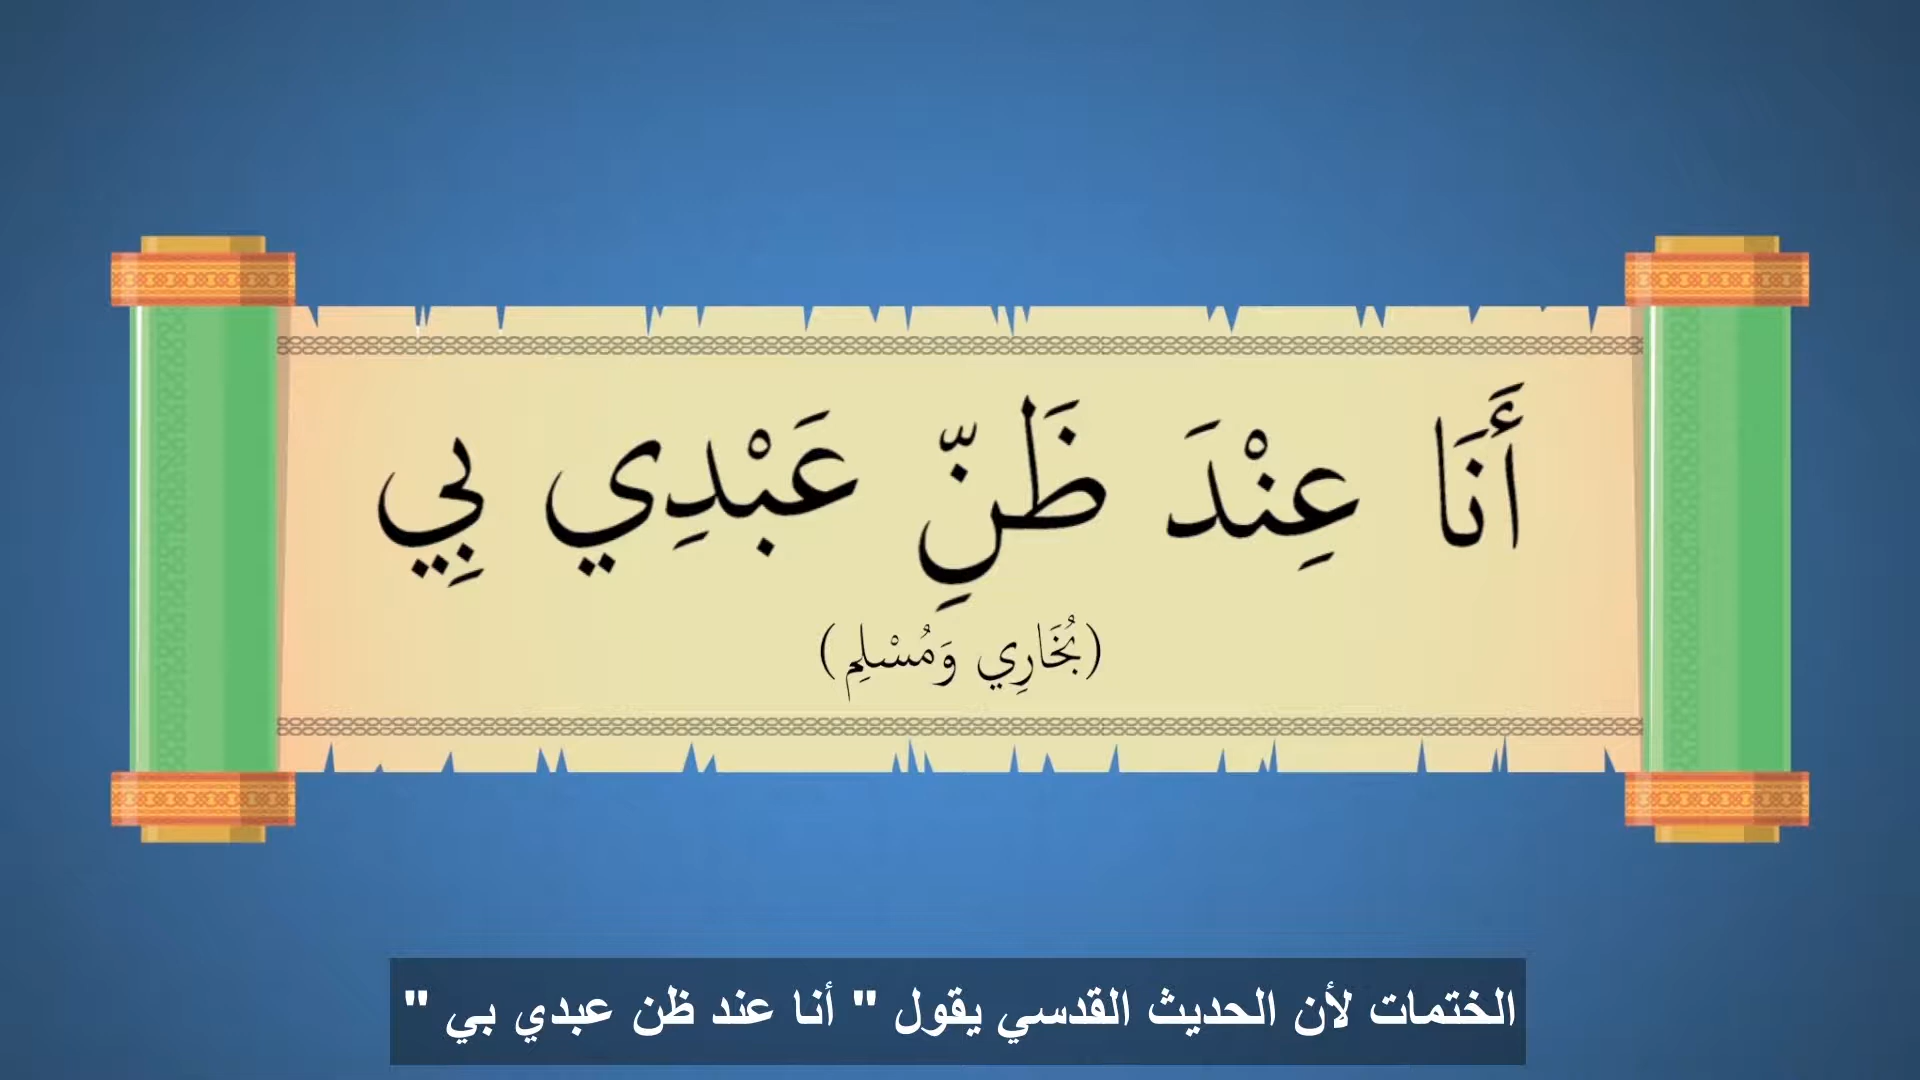 أَنَا عِنْدَ ظَنِّ عَبْدِي بِي
(بُخَارِي وَمُسْلِم)
الختمات لأن الحديث القدسي يقول " أنا عند ظن عبدي بي "